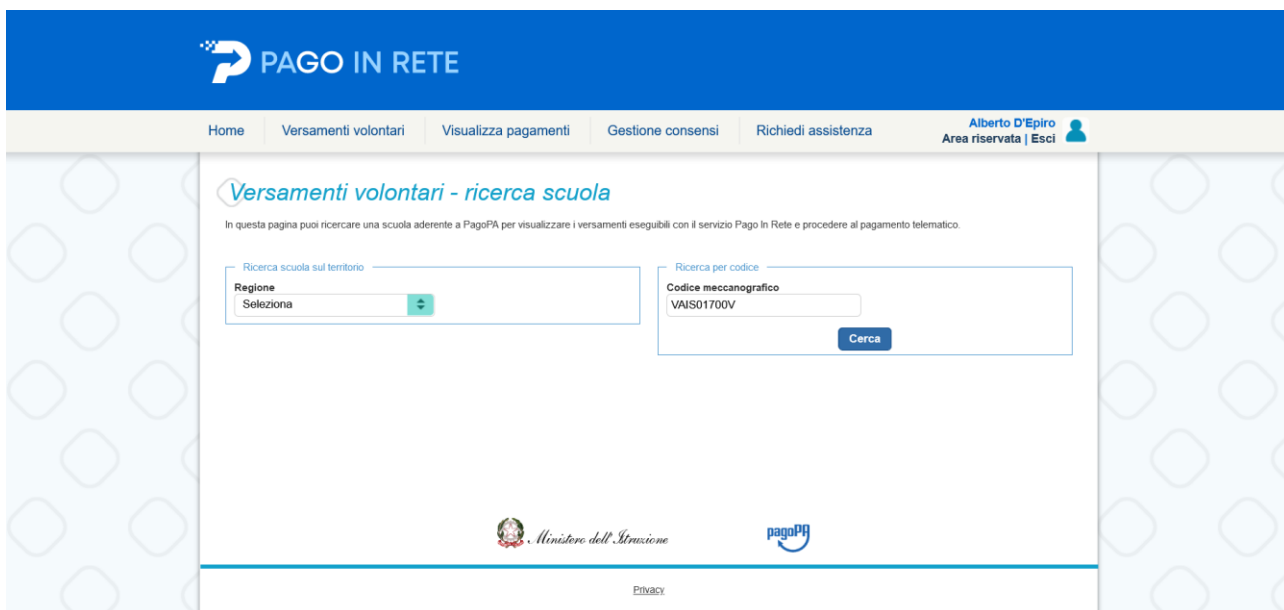 PAGO IN RETE
Home
Versamenti volontari
Visualizza pagamenti
Gestione consensi
Richiedi assistenza
Alberto D'Epiro
Area riservata | Esci
Versamenti volontari - ricerca scuola
In questa pagina puoi ricercare una scuola aderente a PagoPA per visualizzare i versamenti eseguibili con il servizio Pago In Rete e procedere al pagamento telematico.
Ricerca scuola sul territorio
Regione
Seleziona
Ricerca per codice
Codice meccanografico
VAIS01700V
Cerca
Ministero dell'Istruzione
pagoPA
Privacy